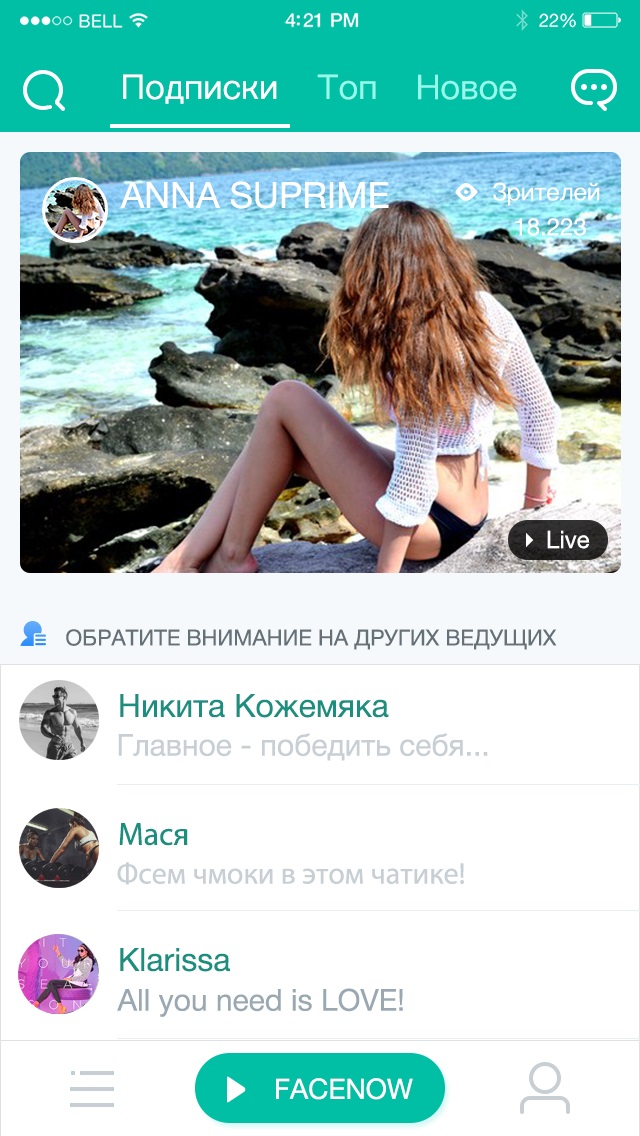 BELL 4:21 PM 22%
Подписки Топ Новое
ANNA SUPRIME
Зрителей
18,223
Live
ОБРАТИТЕ ВНИМАНИЕ НА ДРУГИХ ВЕДУЩИХ
Никита Кожемяка
Главное - победить себя...
Мася
Фсем чмоки в этом чатике!
Klarissa
All you need is LOVE!
FACENOW